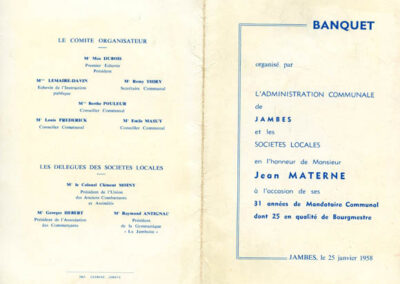 LE COMITE ORGANISATEUR
Mr Max DUBOIS
Premier Echevin
Président
Mme LEMAIRE-DAVIN
Echevin de l'Instruction
publique
Mr Remy THIRY
Secrétaire Communal
Mme Berthe POULEUR
Conseiller Communal
Mr Louis FREDERICK
Conseiller Communal
Mr Emile MASUY
Conseiller Communal
LES DELEGUES DES SOCIETES LOCALES
Mr le Colonel Clément MOINY
Président de l'Union
des Anciens Combattants
et Assimilés
Mr Georges HEBERT
Président de l'Association
des Commerçants
Mr Raymond ANTIGNAC
Président
de la Gymnastique
« La Jamboise »
BANQUET
organisé par
L'ADMINISTRATION COMMUNALE
de
JAMBES
et les
SOCIETES LOCALES
en l'honneur de Monsieur
Jean MATERNE
à l'occasion de ses
31 années de Mandataire Communal
dont 25 en qualité de Bourgmestre
JAMBES, le 25 janvier 1958